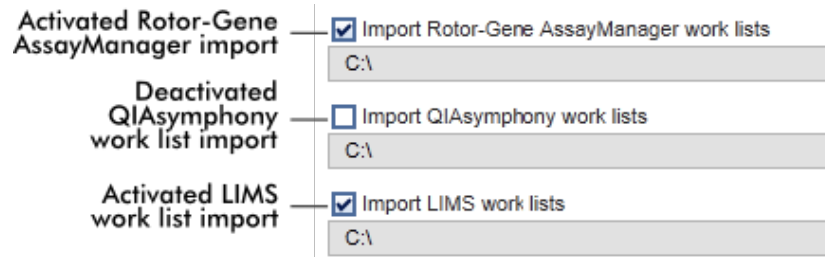 Activated Rotor-Gene
AssayManager import
Import Rotor-Gene AssayManager work lists
C:\
Deactivated
QIAsymphony
work list import
Import QIAsymphony work lists
C:\
Activated LIMS
work list import
Import LIMS work lists
C:\